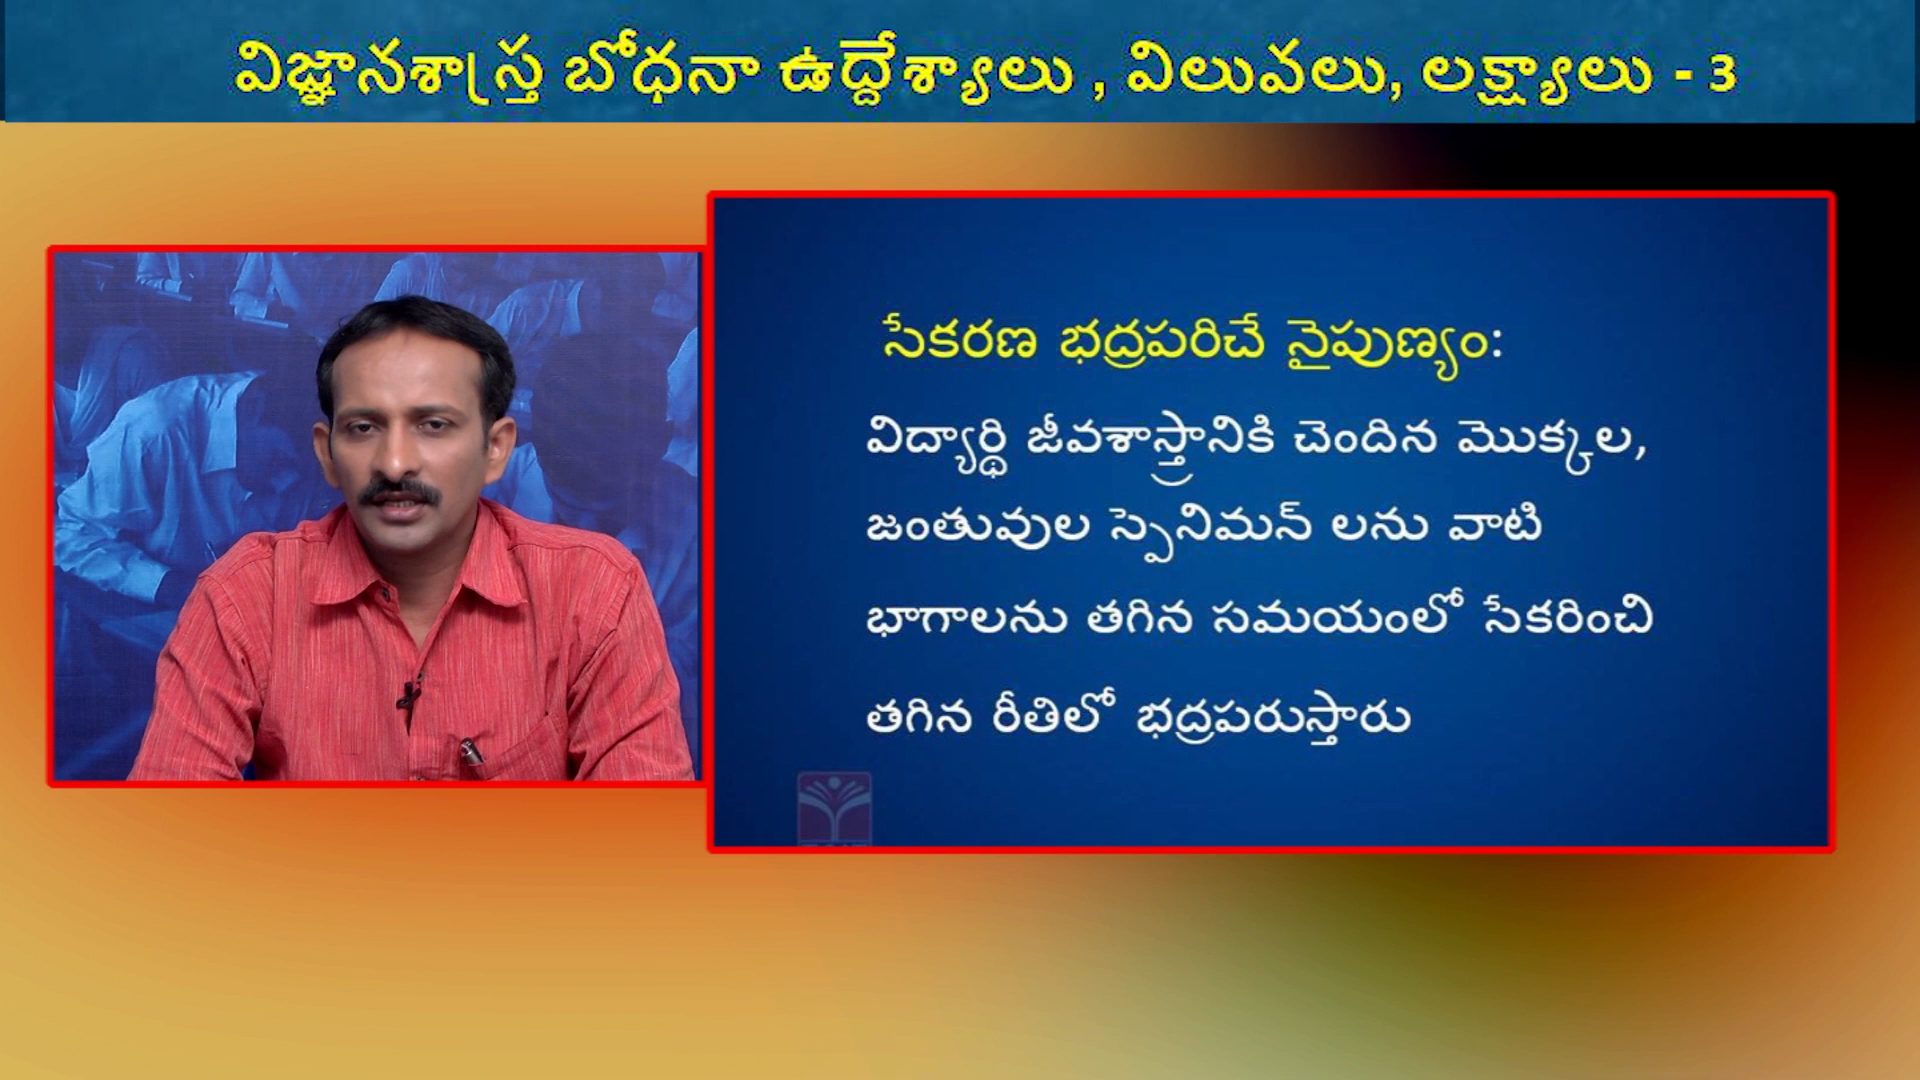 విజ్ఞానశాస్త్ర బోధనా ఉద్దేశ్యాలు , విలువలు, లక్ష్యాలు - 3
సేకరణ భద్రపరిచే నైపుణ్యం:
విద్యార్థి జీవశాస్త్రానికి చెందిన మొక్కల,
జంతువుల స్పెనిమన్ లను వాటి
భాగాలను తగిన సమయంలో సేకరించి
తగిన రీతిలో భద్రపరుస్తారు